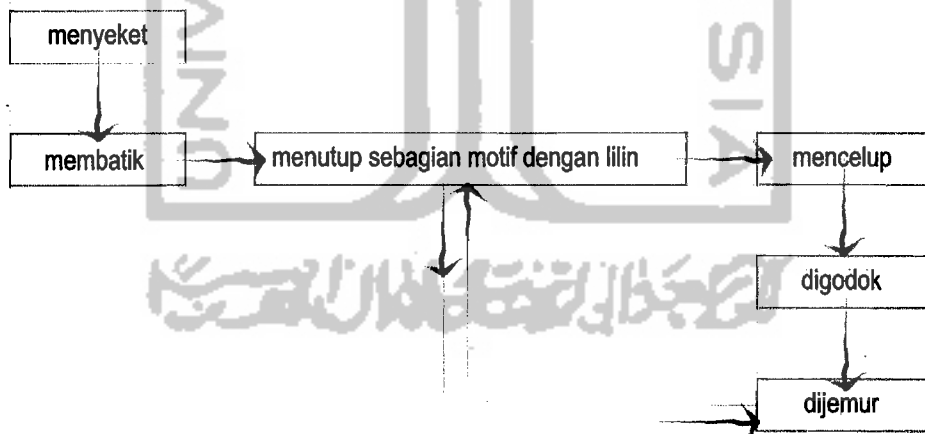 menyeket
membatik
menutup sebagian motif dengan lilin
mencelup
digodok
dijemur